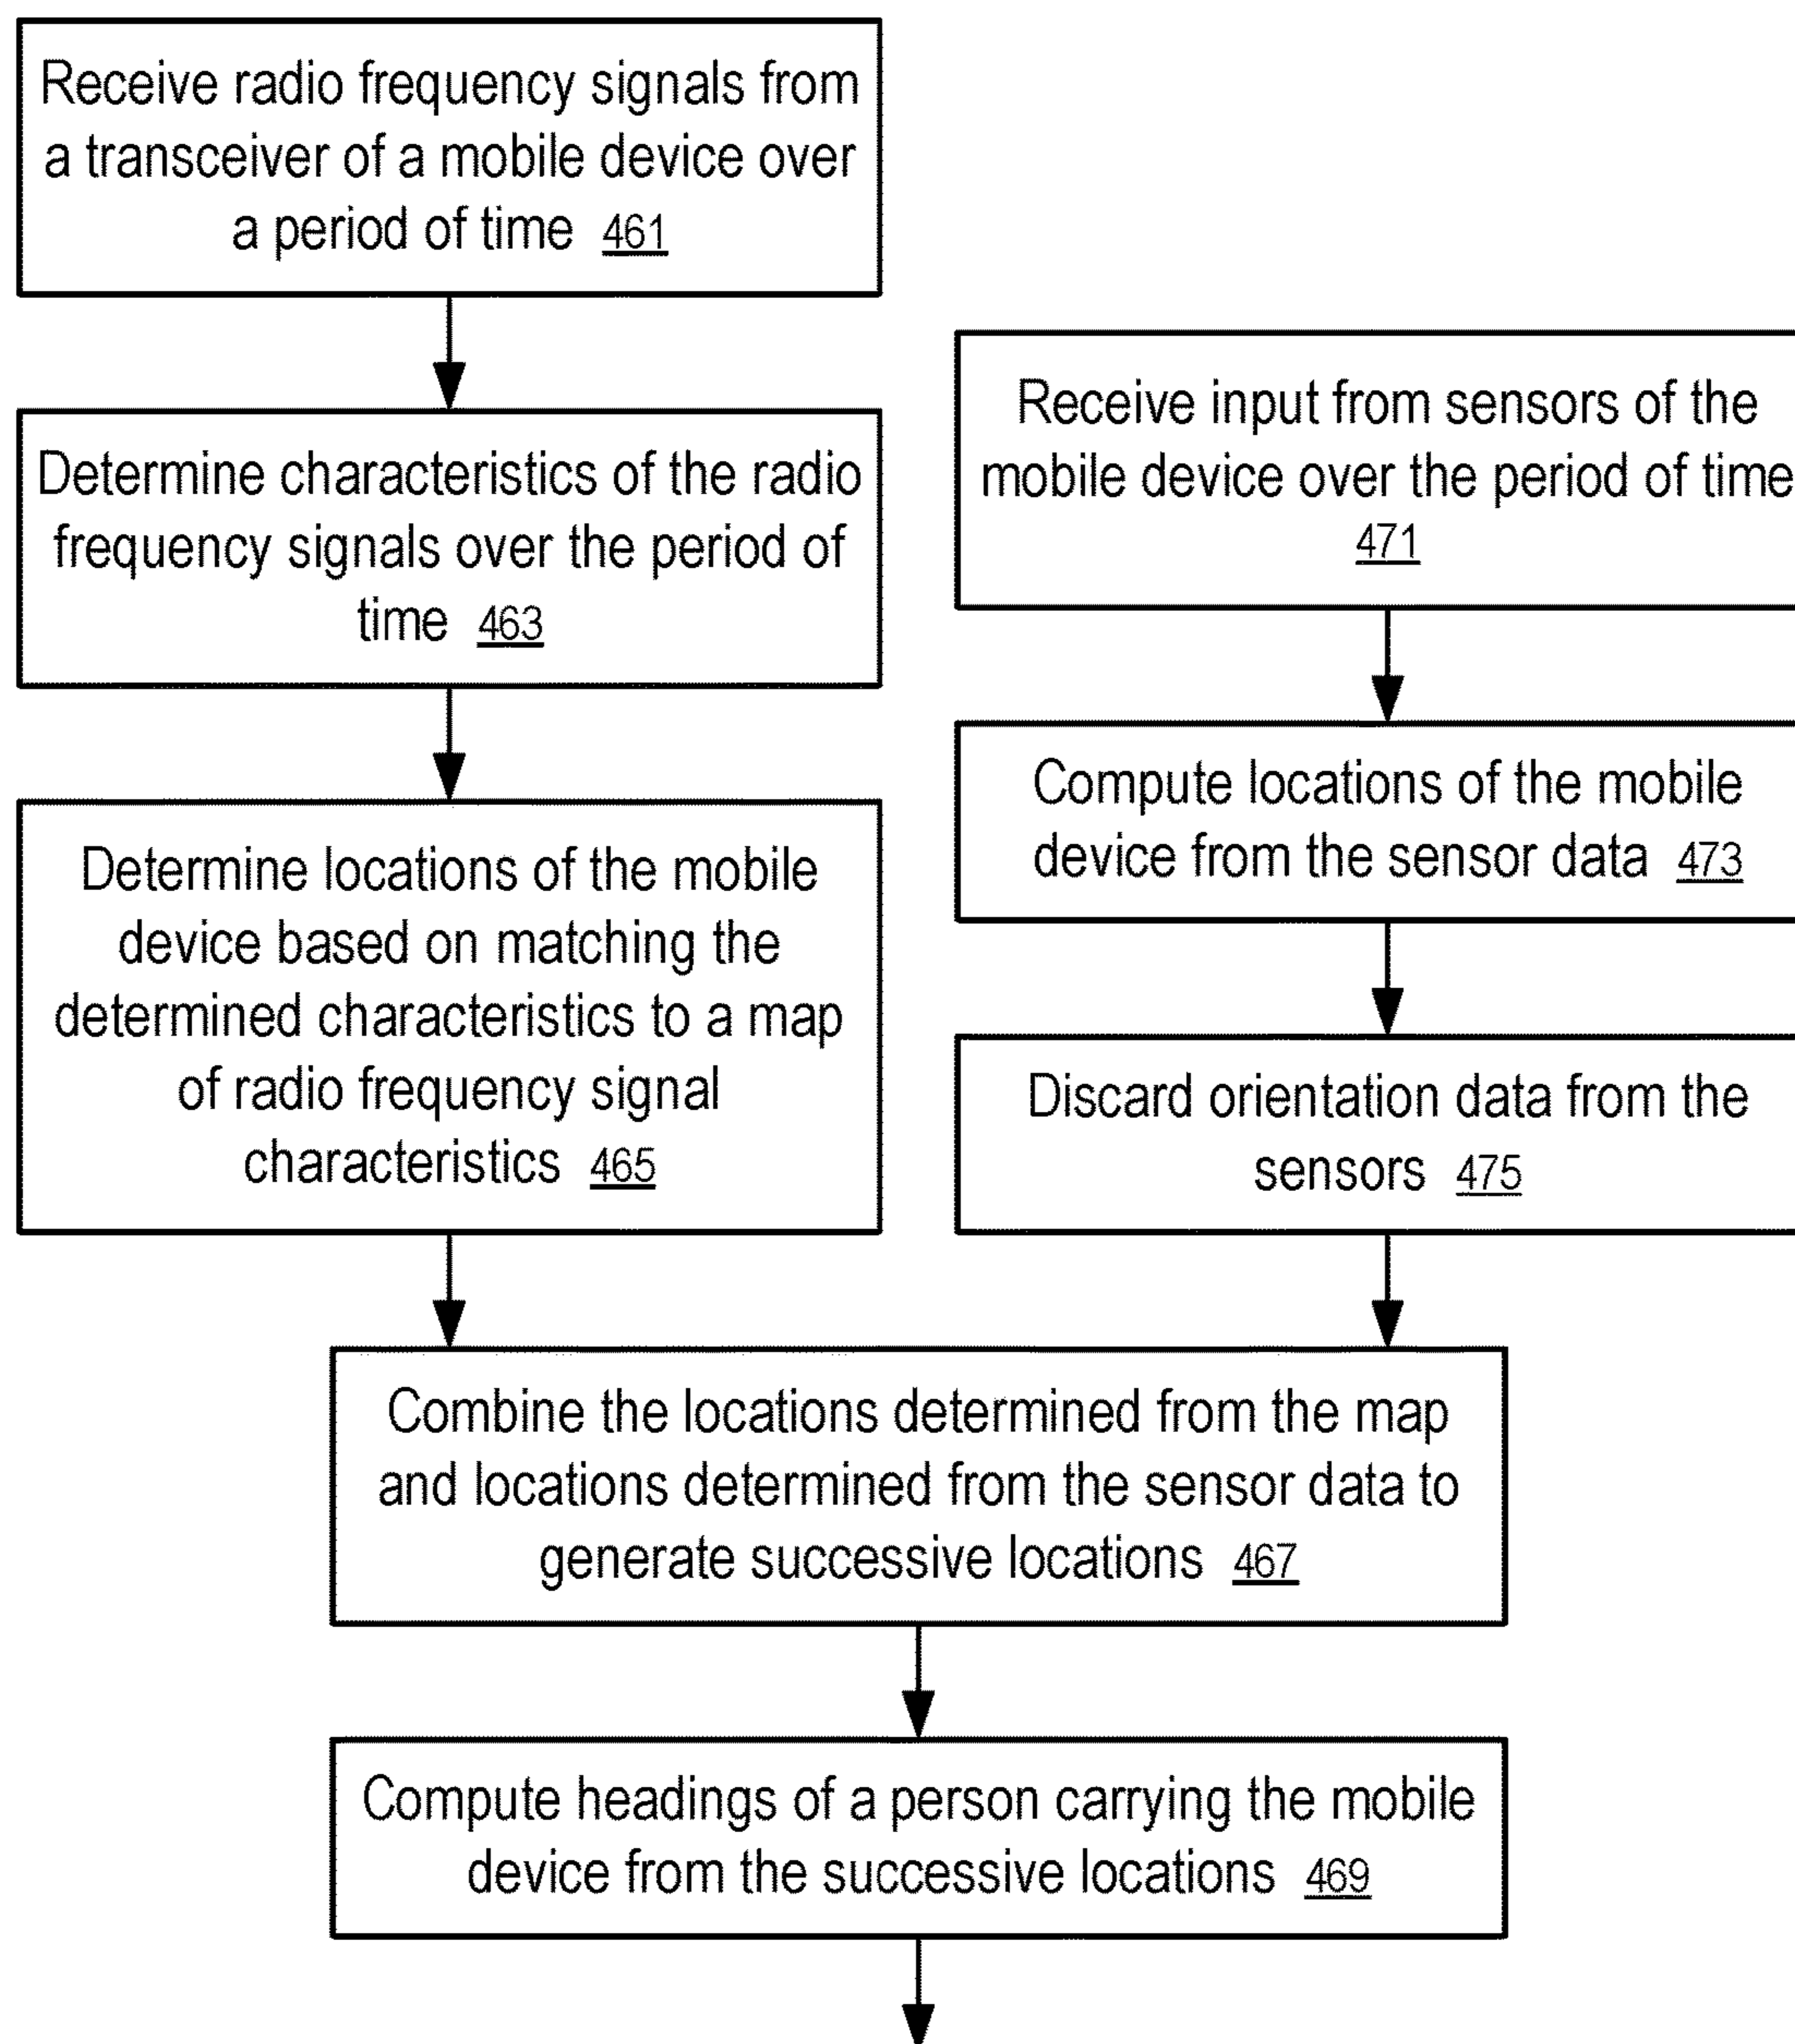 Receive radio frequency signals from
a transceiver of a mobile device over
a period of time 461
Determine characteristics of the radio
frequency signals over the period of
time 463
Determine locations of the mobile
device based on matching the
determined characteristics to a map
of radio frequency signal
characteristics 465
Receive input from sensors of the
mobile device over the period of time
471
Compute locations of the mobile
device from the sensor data 473
Discard orientation data from the
sensors 475
Combine the locations determined from the map
and locations determined from the sensor data to
generate successive locations 467
Compute headings of a person carrying the mobile
device from the successive locations 469